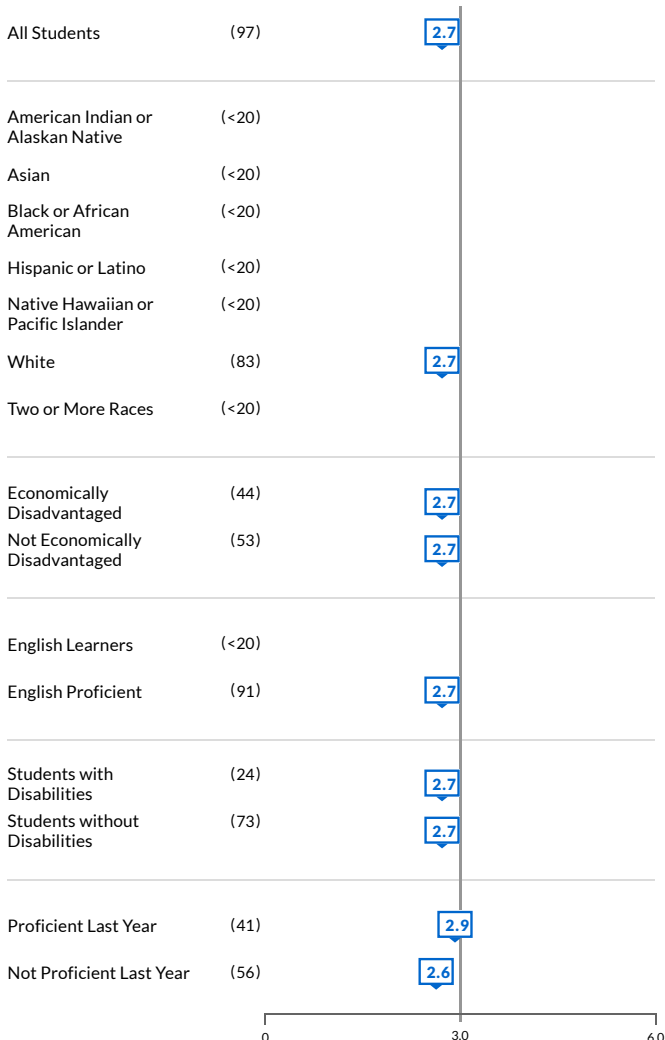 All Students (97) 2.7
American Indian or (<20)
Alaskan Native
Asian (<20)
Black or African (<20)
American
Hispanic or Latino (<20)
Native Hawaiian or (<20)
Pacific Islander
White (83) 2.7
Two or More Races (<20)
Economically (44) 2.7
Disadvantaged
Not Economically (53) 2.7
Disadvantaged
English Learners (<20)
English Proficient (91) 2.7
Students with (24) 2.7
Disabilities
Students without (73) 2.7
Disabilities
Proficient Last Year (41) 2.9
Not Proficient Last Year (56) 2.6
0 3.0 6.0